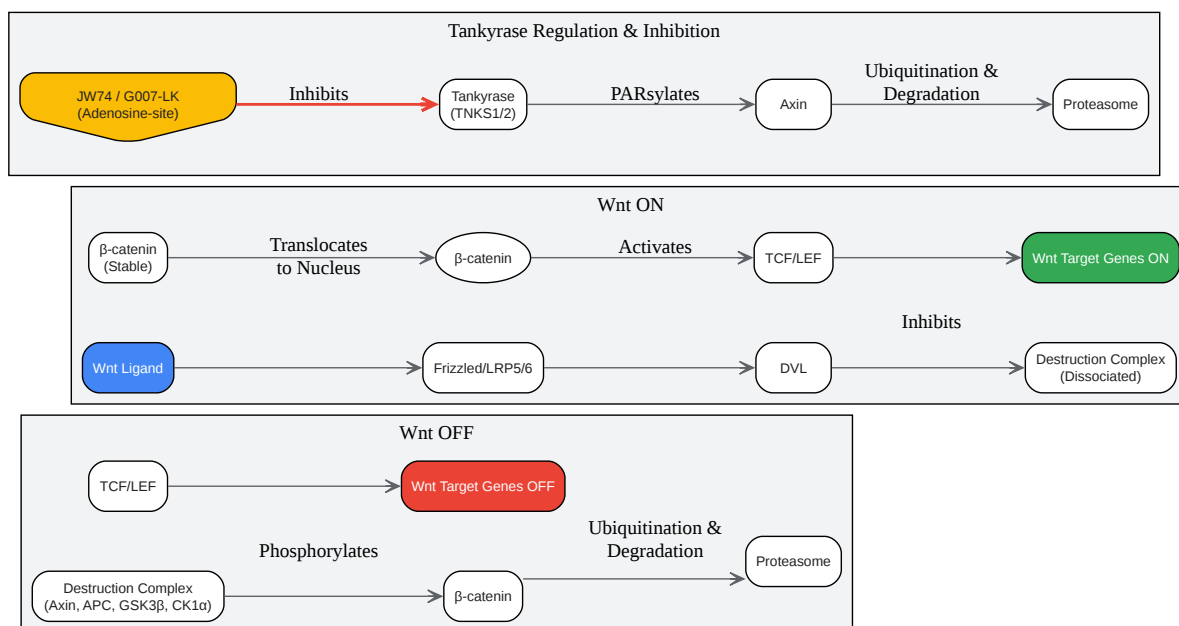 Tankyrase Regulation & Inhibition
JW74 / G007-LK
(Adenosine-site)
Inhibits
Tankyrase
(TNKS1/2)
PARsylates
Axin
Ubiquitination &
Degradation
Proteasome
Wnt ON
β-catenin
(Stable)
Translocates
to Nucleus
β-catenin
Activates
TCF/LEF
Wnt Target Genes ON
Wnt Ligand
Frizzled/LRP5/6
DVL
Inhibits
Destruction Complex
(Dissociated)
Wnt OFF
TCF/LEF
Wnt Target Genes OFF
Destruction Complex
(Axin, APC, GSK3β, CK1α)
Phosphorylates
β-catenin
Ubiquitination &
Degradation
Proteasome